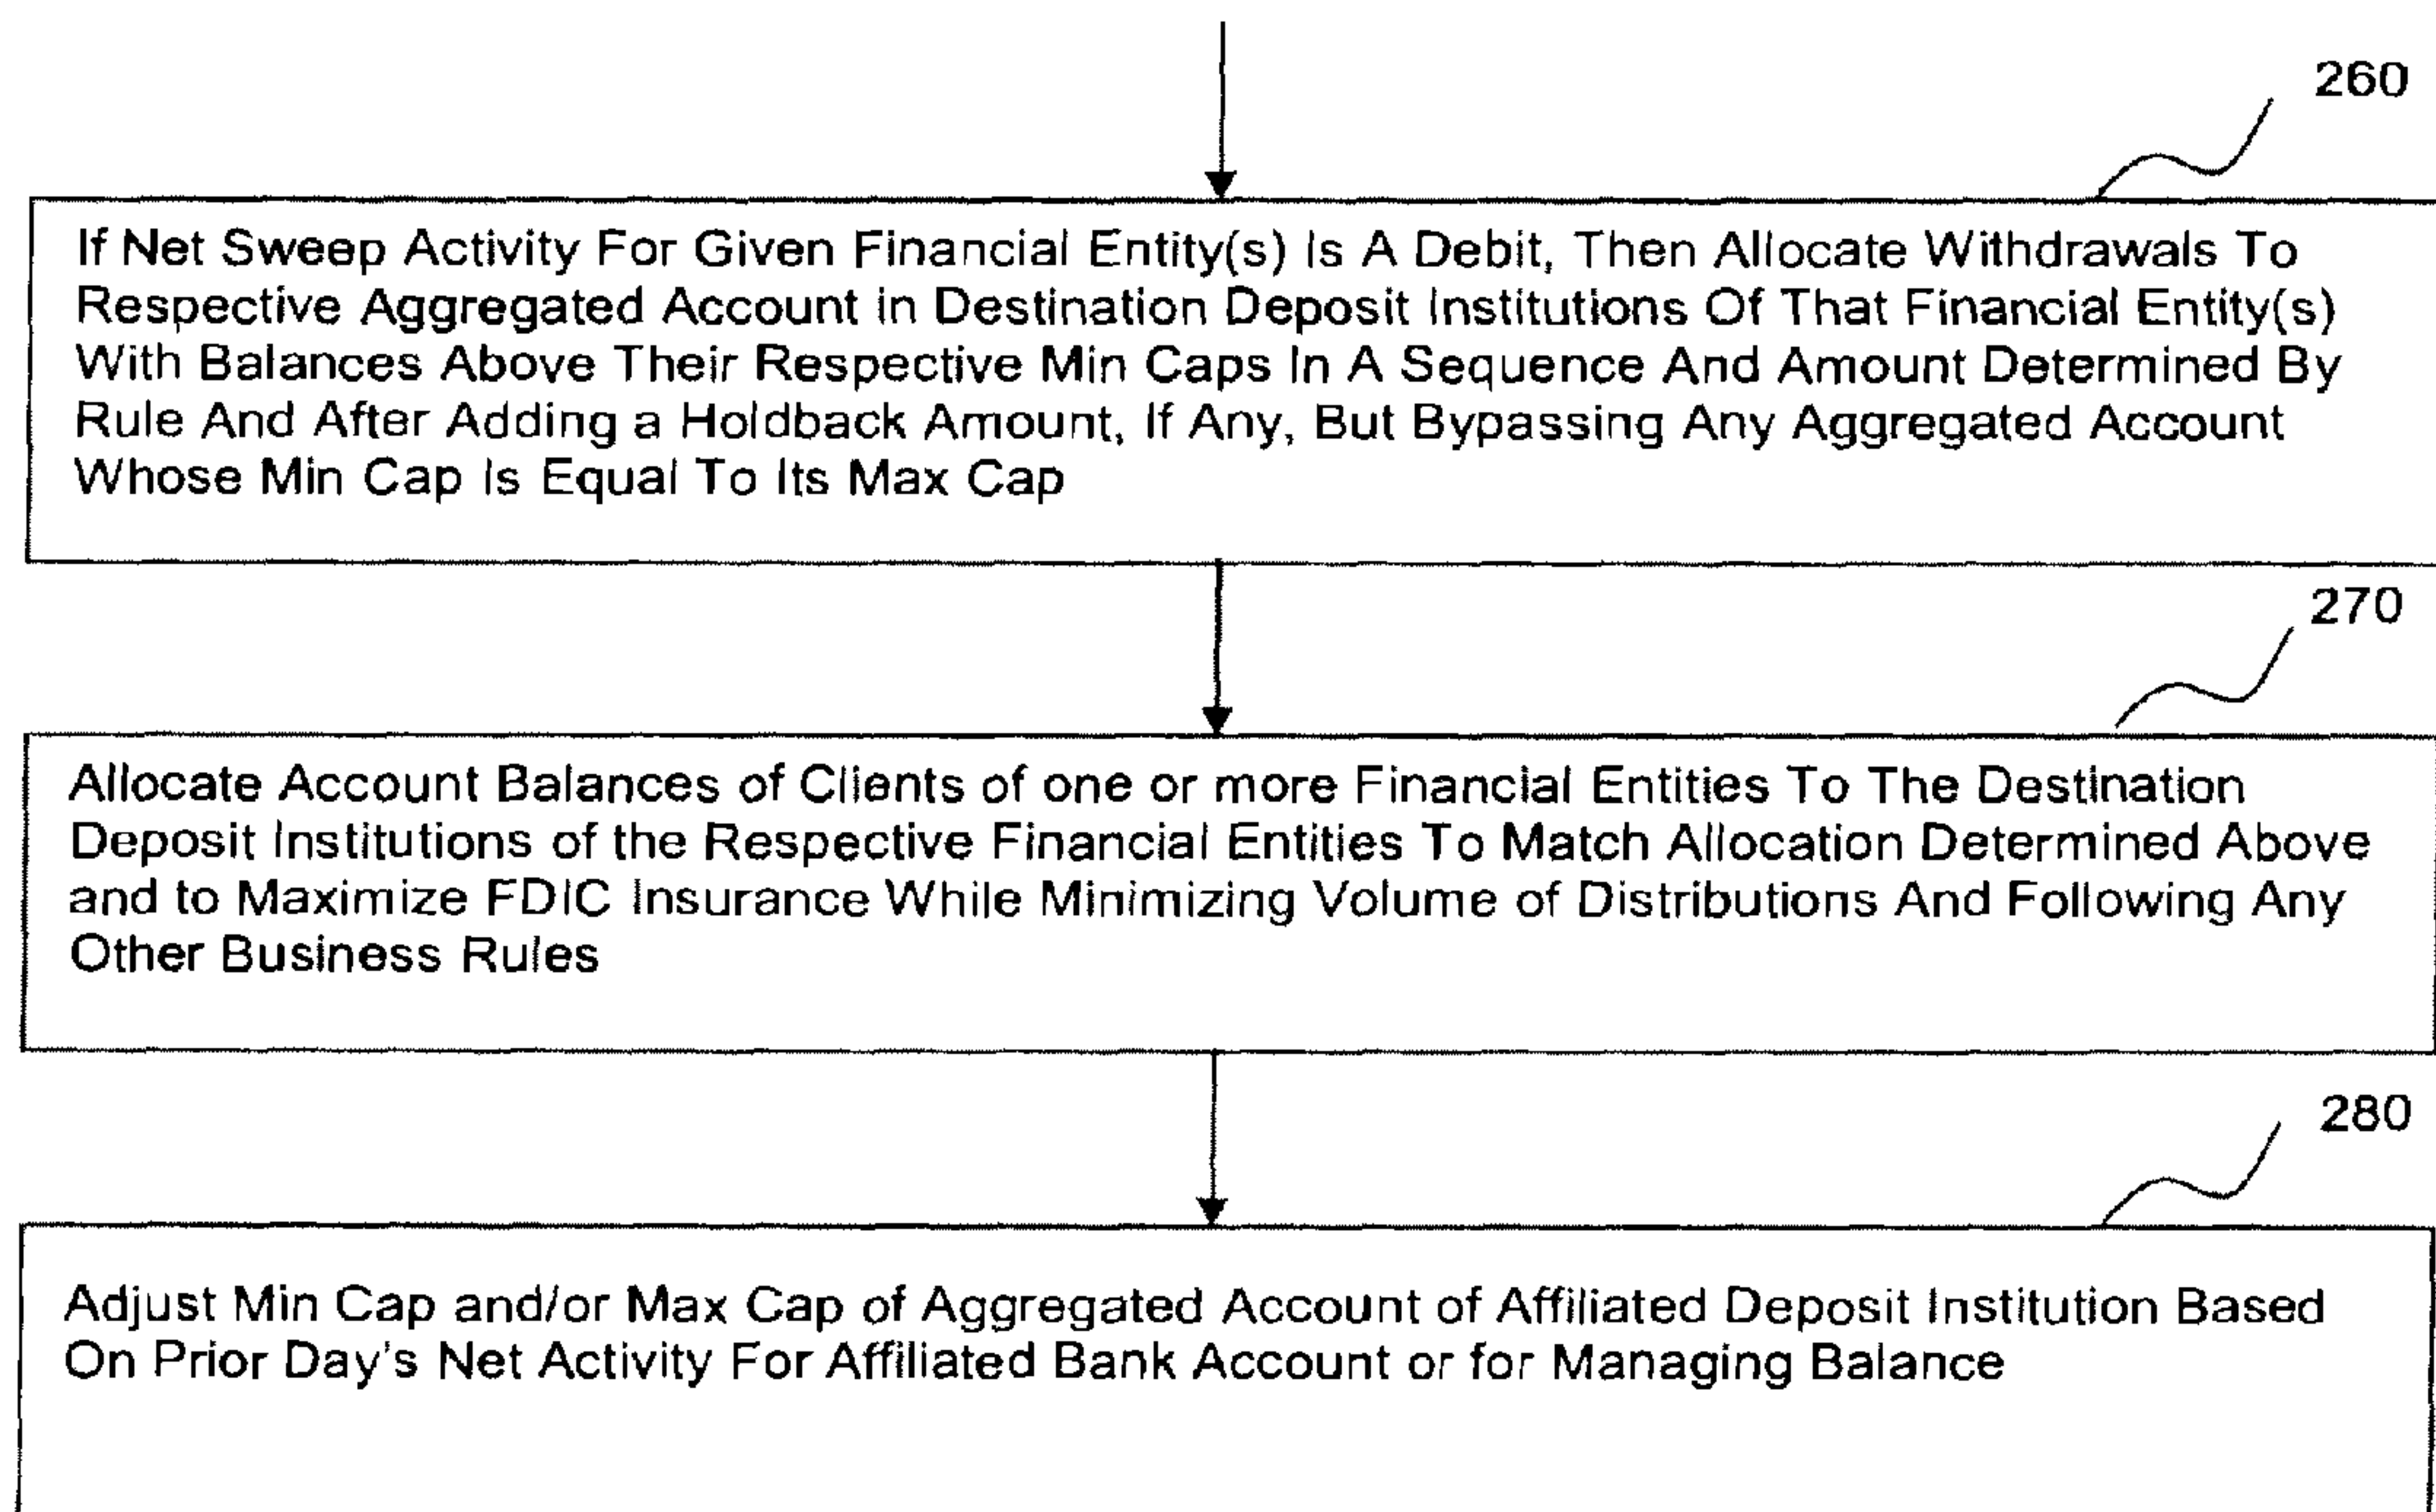 260
If Net Sweep Activity For Given Financial Entity(s) Is A Debit, Then Allocate Withdrawals To
Respective Aggregated Account in Destination Deposit Institutions Of That Financial Entity(s)
With Balances Above Their Respective Min Caps In A Sequence And Amount Determined By
Rule And After Adding a Holdback Amount, If Any, But Bypassing Any Aggregated Account
Whose Min Cap Is Equal To Its Max Cap
270
Allocate Account Balances of Clients of one or more Financial Entities To The Destination
Deposit Institutions of the Respective Financial Entities To Match Allocation Determined Above
and to Maximize FDIC Insurance While Minimizing Volume of Distributions And Following Any
Other Business Rules
280
Adjust Min Cap and/or Max Cap of Aggregated Account of Affiliated Deposit Institution Based
On Prior Day's Net Activity For Affiliated Bank Account or for Managing Balance